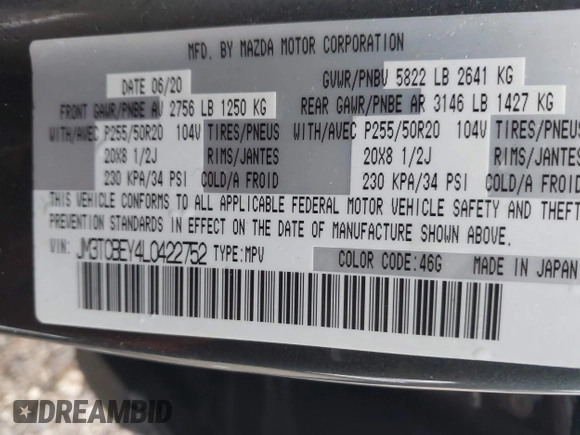 MFD. BY MAZDA MOTOR CORPORATION
DATE 06/20 GVWR/PNBV 5822 LB 2641 KG
FRONT GAWR/PNBE AV 2756 LB 1250 KG REAR GAWR/PNBE AR 3146 LB 1427 KG
WITH/AVEC P255/50R20 104V TIRES/PNEUS WITH/AVEC P255/50R20 104V TIRES/PNEUS
20X8 1/2J RIMS/JANTES 20X8 1/2J RIMS/JANTES
230 KPA/34 PSI COLD/A FROID 230 KPA/34 PSI COLD/A FROID
THIS VEHICLE CONFORMS TO ALL APPLICABLE FEDERAL MOTOR VEHICLE SAFETY AND THEFT
PREVENTION STANDARDS IN EFFECT ON THE DATE OF MANUFACTURE SHOWN ABOVE.
VIN: JM3TCBEY4L0422752 TYPE:MPV COLOR CODE:46G MADE IN JAPAN
DREAMBID